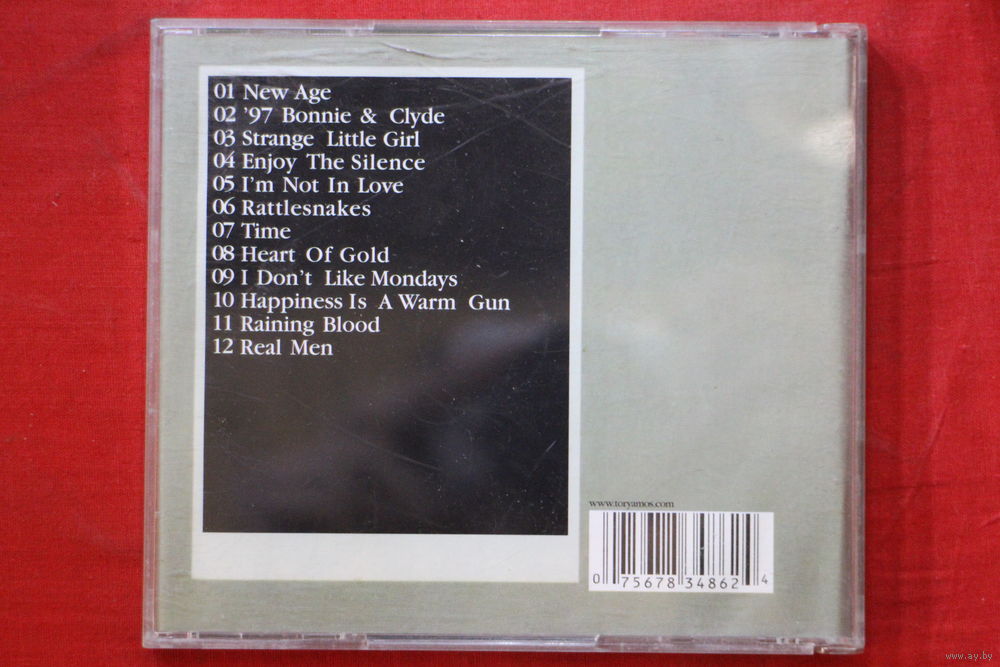 01 New Age
02 '97 Bonnie & Clyde
03 Strange Little Girl
04 Enjoy The Silence
05 I'm Not In Love
06 Rattlesnakes
07 Time
08 Heart Of Gold
09 I Don't Like Mondays
10 Happiness Is A Warm Gun
11 Raining Blood
12 Real Men
www.toryamos.com
0 75678 34862 4
www.ay.by